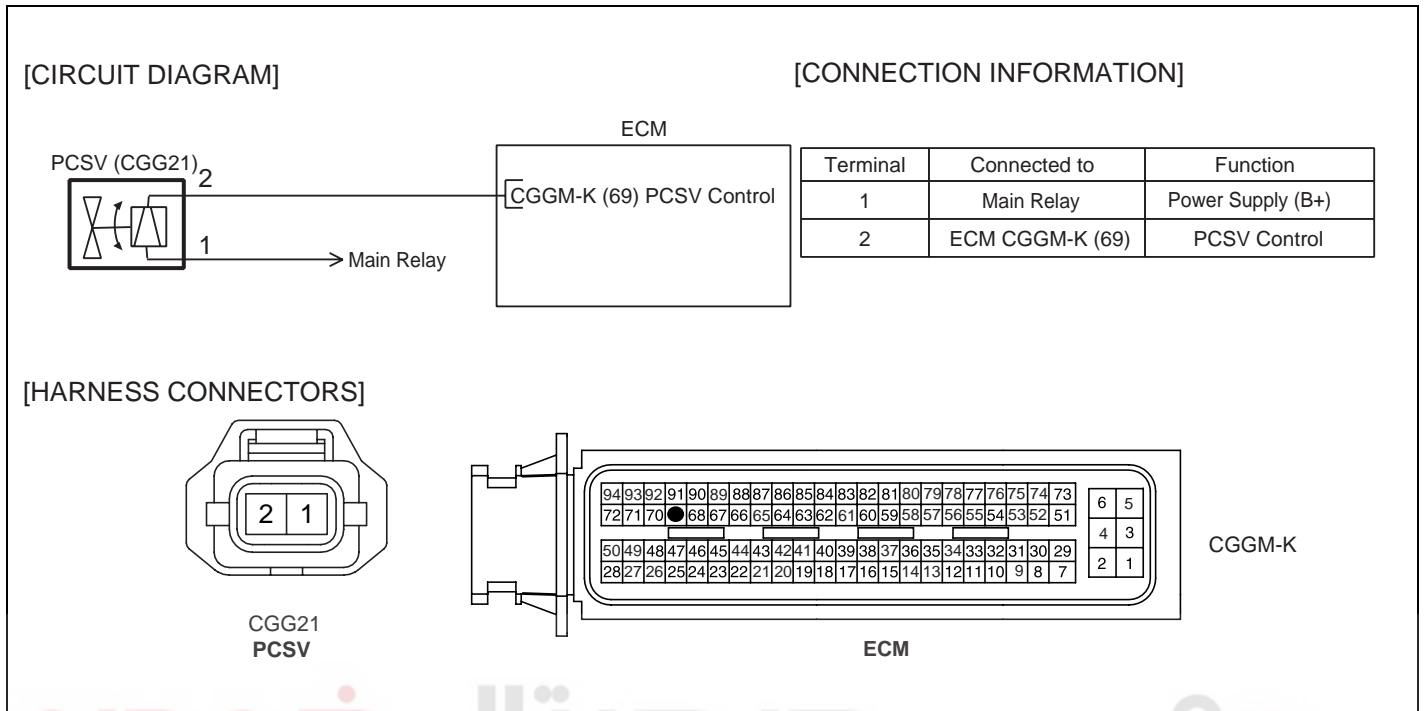 [CIRCUIT DIAGRAM]
[CONNECTION INFORMATION]
ECM
PCSV (CGG21)
2
CGGM-K (69) PCSV Control
1
Main Relay
Terminal Connected to Function
1 Main Relay Power Supply (B+)
2 ECM CGGM-K (69) PCSV Control
[HARNESS CONNECTORS]
2 1
CGG21
PCSV
94 93 92 91 90 89 88 87 86 85 84 83 82 81 80 79 78 77 76 75 74 73
72 71 70 68 67 66 65 64 63 62 61 60 59 58 57 56 55 54 53 52 51
50 49 48 47 46 45 44 43 42 41 40 39 38 37 36 35 34 33 32 31 30 29
28 27 26 25 24 23 22 21 20 19 18 17 16 15 14 13 12 11 10 9 8 7
6 5
4 3
2 1
CGGM-K
ECM